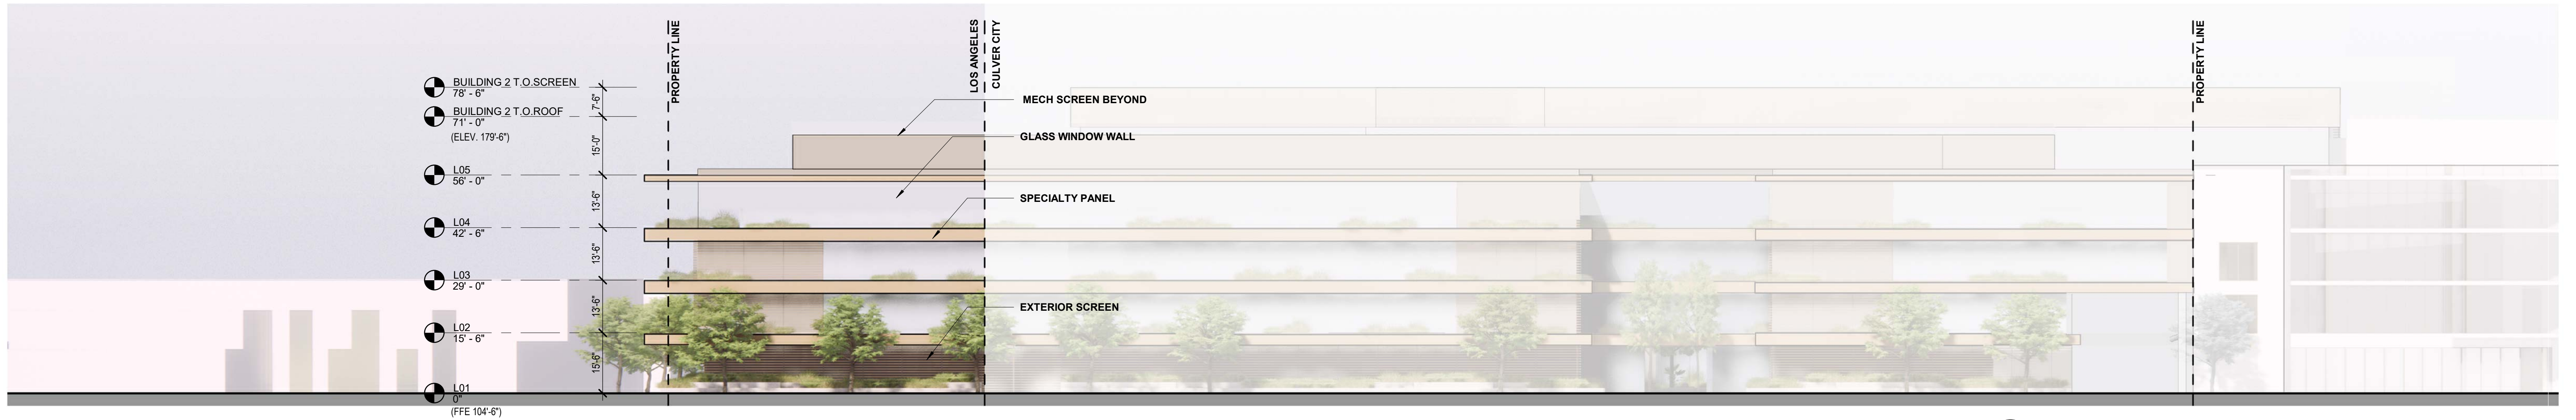 PROPERTY LINE
LOS ANGELES
CULVER CITY
PROPERTY LINE
BUILDING 2 T.O.SCREEN
78' - 6"
7'-6"
MECH SCREEN BEYOND
BUILDING 2 T.O.ROOF
71' - 0"
(ELEV. 179'-6")
15'-0"
GLASS WINDOW WALL
L05
56' - 0"
13'-6"
SPECIALTY PANEL
L04
42' - 6"
13'-6"
L03
29' - 0"
13'-6"
EXTERIOR SCREEN
L02
15' - 6"
15'-6"
L01
0"
(FFE 104'-6")